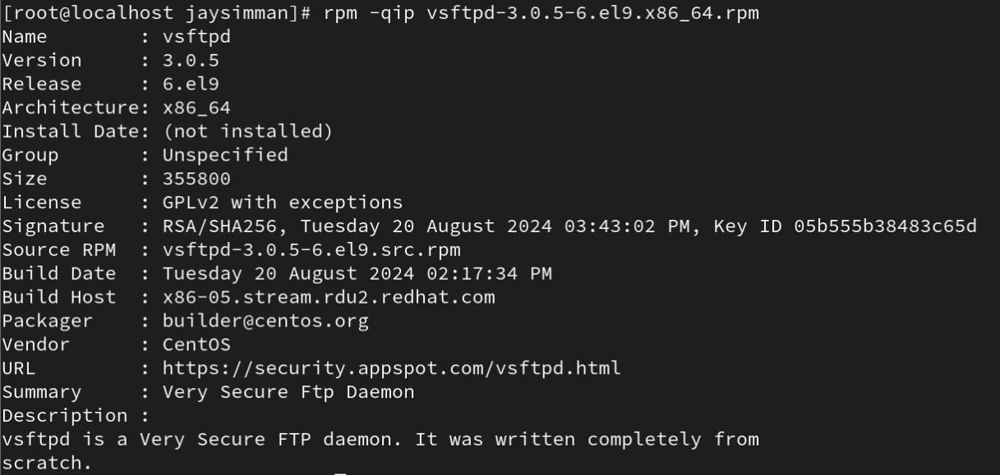 [root@localhost jaysimman]# rpm -qip vsftpd-3.0.5-6.el9.x86_64.rpm
Name        : vsftpd
Version     : 3.0.5
Release     : 6.el9
Architecture: x86_64
Install Date: (not installed)
Group       : Unspecified
Size        : 355800
License     : GPLv2 with exceptions
Signature   : RSA/SHA256, Tuesday 20 August 2024 03:43:02 PM, Key ID 05b555b38483c65d
Source RPM  : vsftpd-3.0.5-6.el9.src.rpm
Build Date  : Tuesday 20 August 2024 02:17:34 PM
Build Host  : x86-05.stream.rdu2.redhat.com
Packager    : builder@centos.org
Vendor      : CentOS
URL         : https://security.appspot.com/vsftpd.html
Summary     : Very Secure Ftp Daemon
Description :
vsftpd is a Very Secure FTP daemon. It was written completely from
scratch.